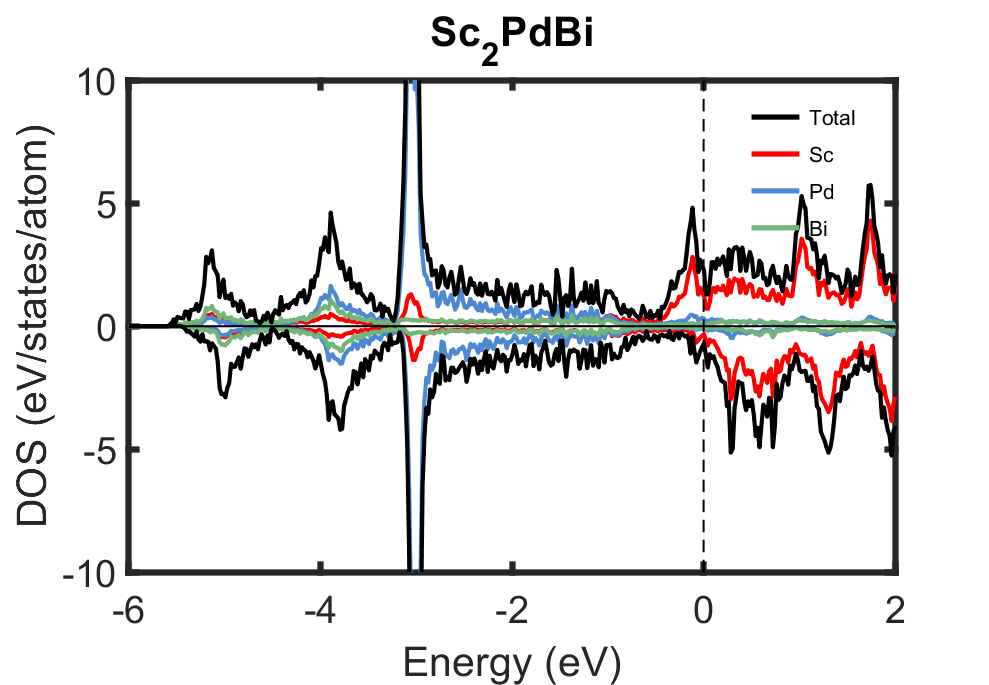 Sc₂PdBi
DOS (eV/states/atom)
10
5
0
-5
-10
Total
Sc
Pd
Bi
-6 -4 -2 0 2
Energy (eV)